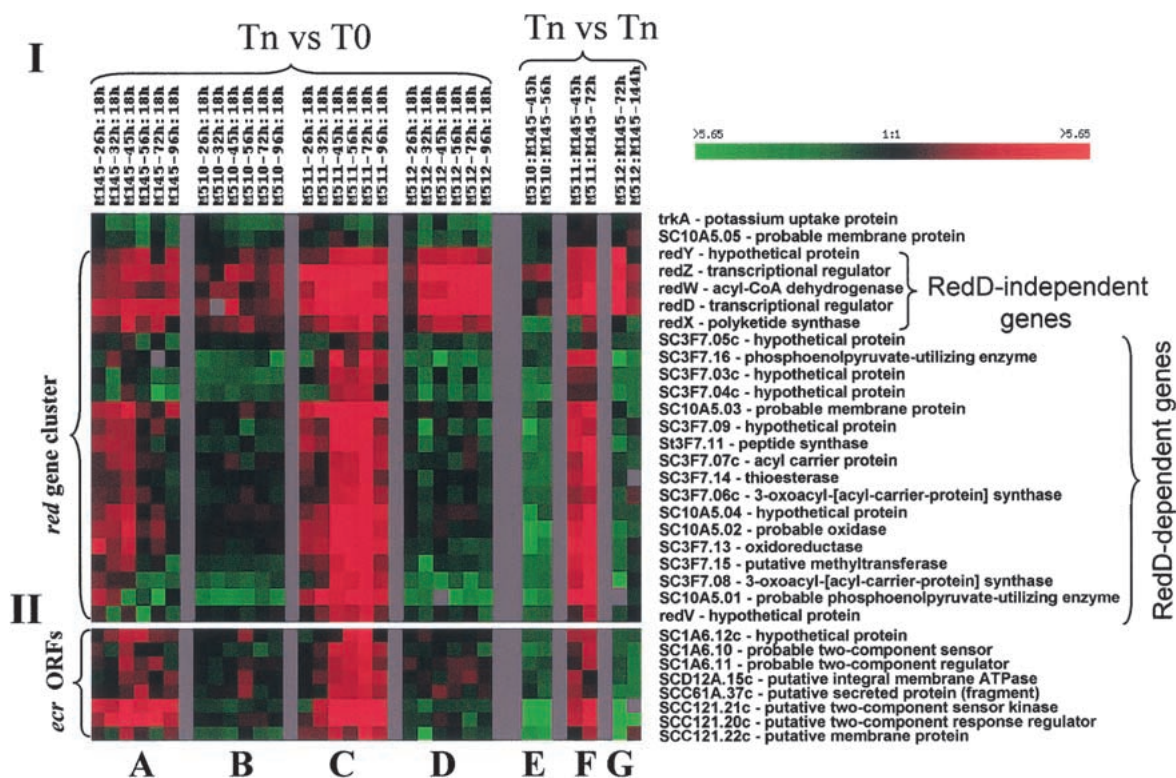 I
Tn vs T0
Tn vs Tn
M145-26h:18h
M145-32h:18h
M145-45h:18h
M145-56h:18h
M145-72h:18h
M145-96h:18h
M510-26h:18h
M510-32h:18h
M510-45h:18h
M510-56h:18h
M510-72h:18h
M510-96h:18h
M511-26h:18h
M511-32h:18h
M511-45h:18h
M511-56h:18h
M511-72h:18h
M511-96h:18h
M512-26h:18h
M512-32h:18h
M512-45h:18h
M512-56h:18h
M512-72h:18h
M512-96h:18h
M510:M145-45h
M510:M145-56h
M511:M145-45h
M511:M145-72h
M512:M145-72h
M512:M145-144h
>5.65 1:1 >5.65
trkA - potassium uptake protein
SC10A5.05 - probable membrane protein
redY - hypothetical protein
redZ - transcriptional regulator
redW - acyl-CoA dehydrogenase
redD - transcriptional regulator
redX - polyketide synthase
RedD-independent
genes
SC3F7.05c - hypothetical protein
SC3F7.16 - phosphoenolpyruvate-utilizing enzyme
SC3F7.03c - hypothetical protein
SC3F7.04c - hypothetical protein
SC10A5.03 - probable membrane protein
SC3F7.09 - hypothetical protein
St3F7.11 - peptide synthase
SC3F7.07c - acyl carrier protein
SC3F7.14 - thioesterase
SC3F7.06c - 3-oxoacyl-[acyl-carrier-protein] synthase
SC10A5.04 - hypothetical protein
SC10A5.02 - probable oxidase
SC3F7.13 - oxidoreductase
SC3F7.15 - putative methyltransferase
SC3F7.08 - 3-oxoacyl-[acyl-carrier-protein] synthase
SC10A5.01 - probable phosphoenolpyruvate-utilizing enzyme
redV - hypothetical protein
RedD-dependent genes
red gene cluster
II
SC1A6.12c - hypothetical protein
SC1A6.10 - probable two-component sensor
SC1A6.11 - probable two-component regulator
SCD12A.15c - putative integral membrane ATPase
SCC61A.37c - putative secreted protein (fragment)
SCC121.21c - putative two-component sensor kinase
SCC121.20c - putative two-component response regulator
SCC121.22c - putative membrane protein
ecr ORFs
A B C D E F G